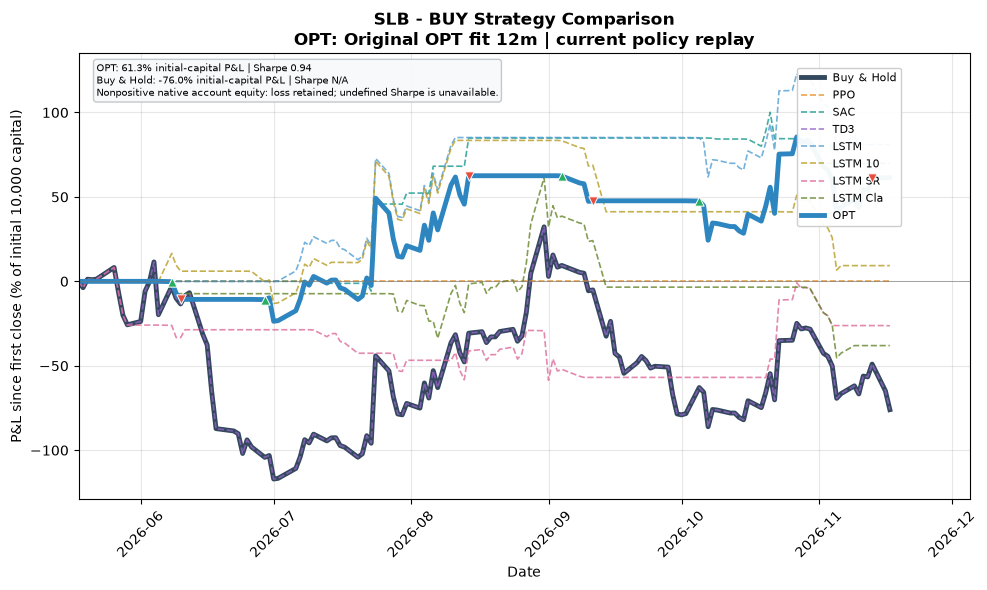 SLB - BUY Strategy Comparison
OPT: Original OPT fit 12m | current policy replay
OPT: 61.3% initial-capital P&L | Sharpe 0.94
Buy & Hold: -76.0% initial-capital P&L | Sharpe N/A
Nonpositive native account equity: loss retained; undefined Sharpe is unavailable.
Buy & Hold
PPO
SAC
TD3
LSTM
LSTM 10
LSTM SR
LSTM Cla
OPT
P&L since first close (% of initial 10,000 capital)
100
50
0
−50
−100
2026-06
2026-07
2026-08
2026-09
2026-10
2026-11
2026-12
Date